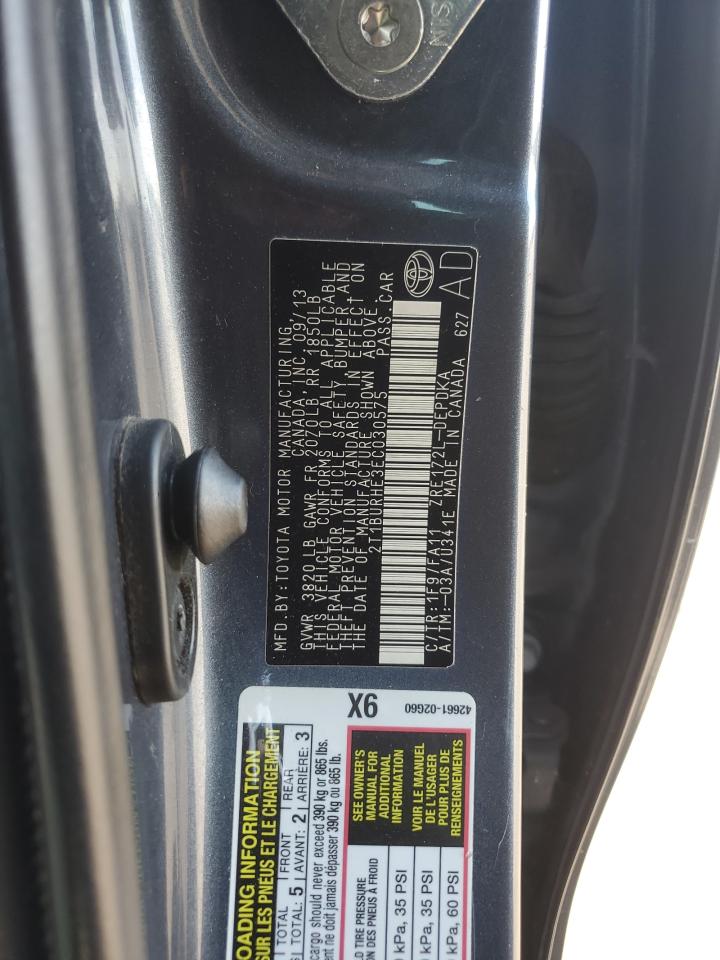 NIS
MFD.BY:TOYOTA MOTOR MANUFACTURING
CANADA, INC. 09/13
GVWR 3820LB GAWR FR 2070LB, RR 1850LB
THIS VEHICLE CONFORMS TO ALL APPLICABLE
FEDERAL MOTOR VEHICLE SAFETY, BUMPER, AND
THEFT PREVENTION STANDARDS IN EFFECT ON
THE DATE OF MANUFACTURE SHOWN ABOVE.
2T1BURHE3EC030575 PASS.CAR
C/TR:1F9/FA11 ZRE172L-DEPDKA
A/TM:-03A/U341E MADE IN CANADA 627
AD
OADING INFORMATION
SUR LES PNEUS ET LE CHARGEMENT
TOTAL FRONT REAR
TOTAL: 5 AVANT: 2 ARRIÈRE: 3
cargo should never exceed 390 kg or 865 lbs.
ne doit jamais dépasser 390 kg ou 865 lb.
9X
TIRE PRESSURE
ON DES PNEUS À FROID
SEE OWNER'S
MANUAL FOR
ADDITIONAL
INFORMATION
VOIR LE MANUEL
DE L'USAGER
POUR PLUS DE
RENSEIGNEMENTS
kPa, 35 PSI
kPa, 35 PSI
kPa, 60 PSI
42661-02G60